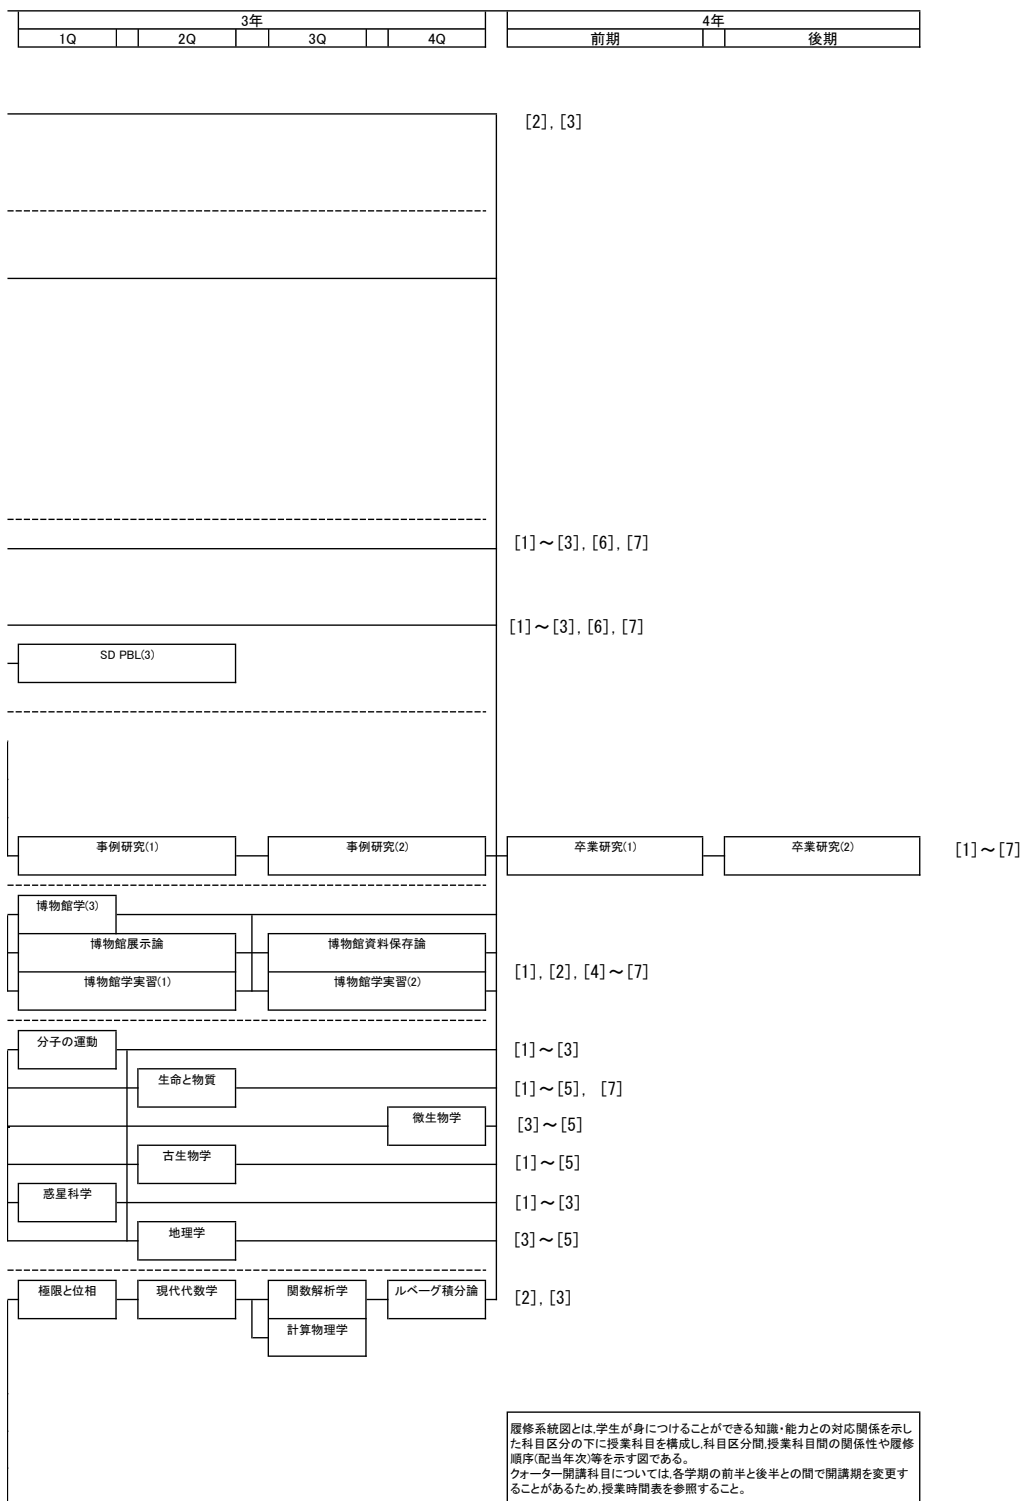 3年 4年
1Q 2Q 3Q 4Q 前期 後期
[2],[3]
[1]～[3],[6],[7]
[1]～[3],[6],[7]
SD PBL(3)
事例研究(1) 事例研究(2) 卒業研究(1) 卒業研究(2) [1]～[7]
博物館学(3)
博物館展示論 博物館資料保存論
[1],[2],[4]～[7]
博物館学実習(1) 博物館学実習(2)
分子の運動 [1]～[3]
生命と物質 [1]～[5], [7]
微生物学 [3]～[5]
古生物学 [1]～[5]
惑星科学 [1]～[3]
地理学 [3]～[5]
極限と位相 現代代数学 関数解析学 ルベーグ積分論 [2],[3]
計算物理学
履修系統図とは,学生が身につけることができる知識・能力との対応関係を示し
た科目区分の下に授業科目を構成し,科目区分間,授業科目間の関係性や履修
順序(配当年次)等を示す図である。
クォーター開講科目については,各学期の前半と後半との間で開講期を変更す
ることがあるため,授業時間表を参照すること。